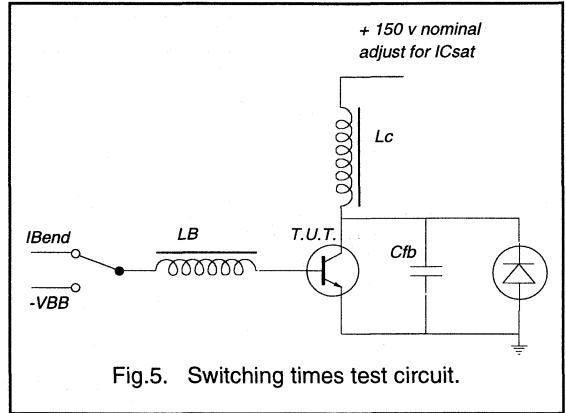 + 150 v nominal
adjust for ICsat
Lc
IBend
LB
T.U.T.
Cfb
-VBB
Fig.5. Switching times test circuit.